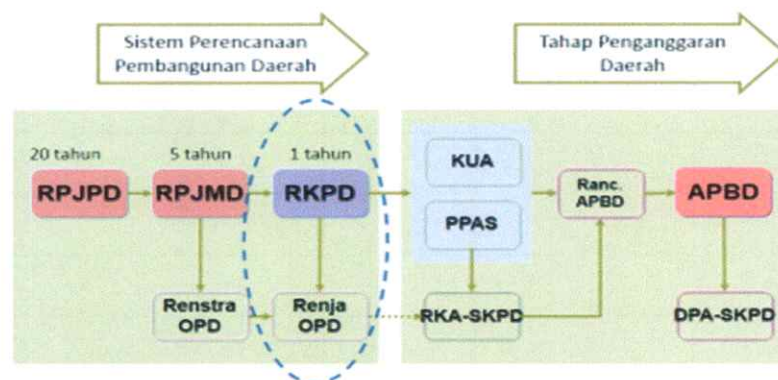 Sistem Perencanaan
Pembangunan Daerah
Tahap Penganggaran
Daerah
20 tahun
5 tahun
1 tahun
RPJPD
RPJMD
RKPD
KUA
PPAS
Ranc.
APBD
APBD
Renstra
OPD
Renja
OPD
RKA-SKPD
DPA-SKPD